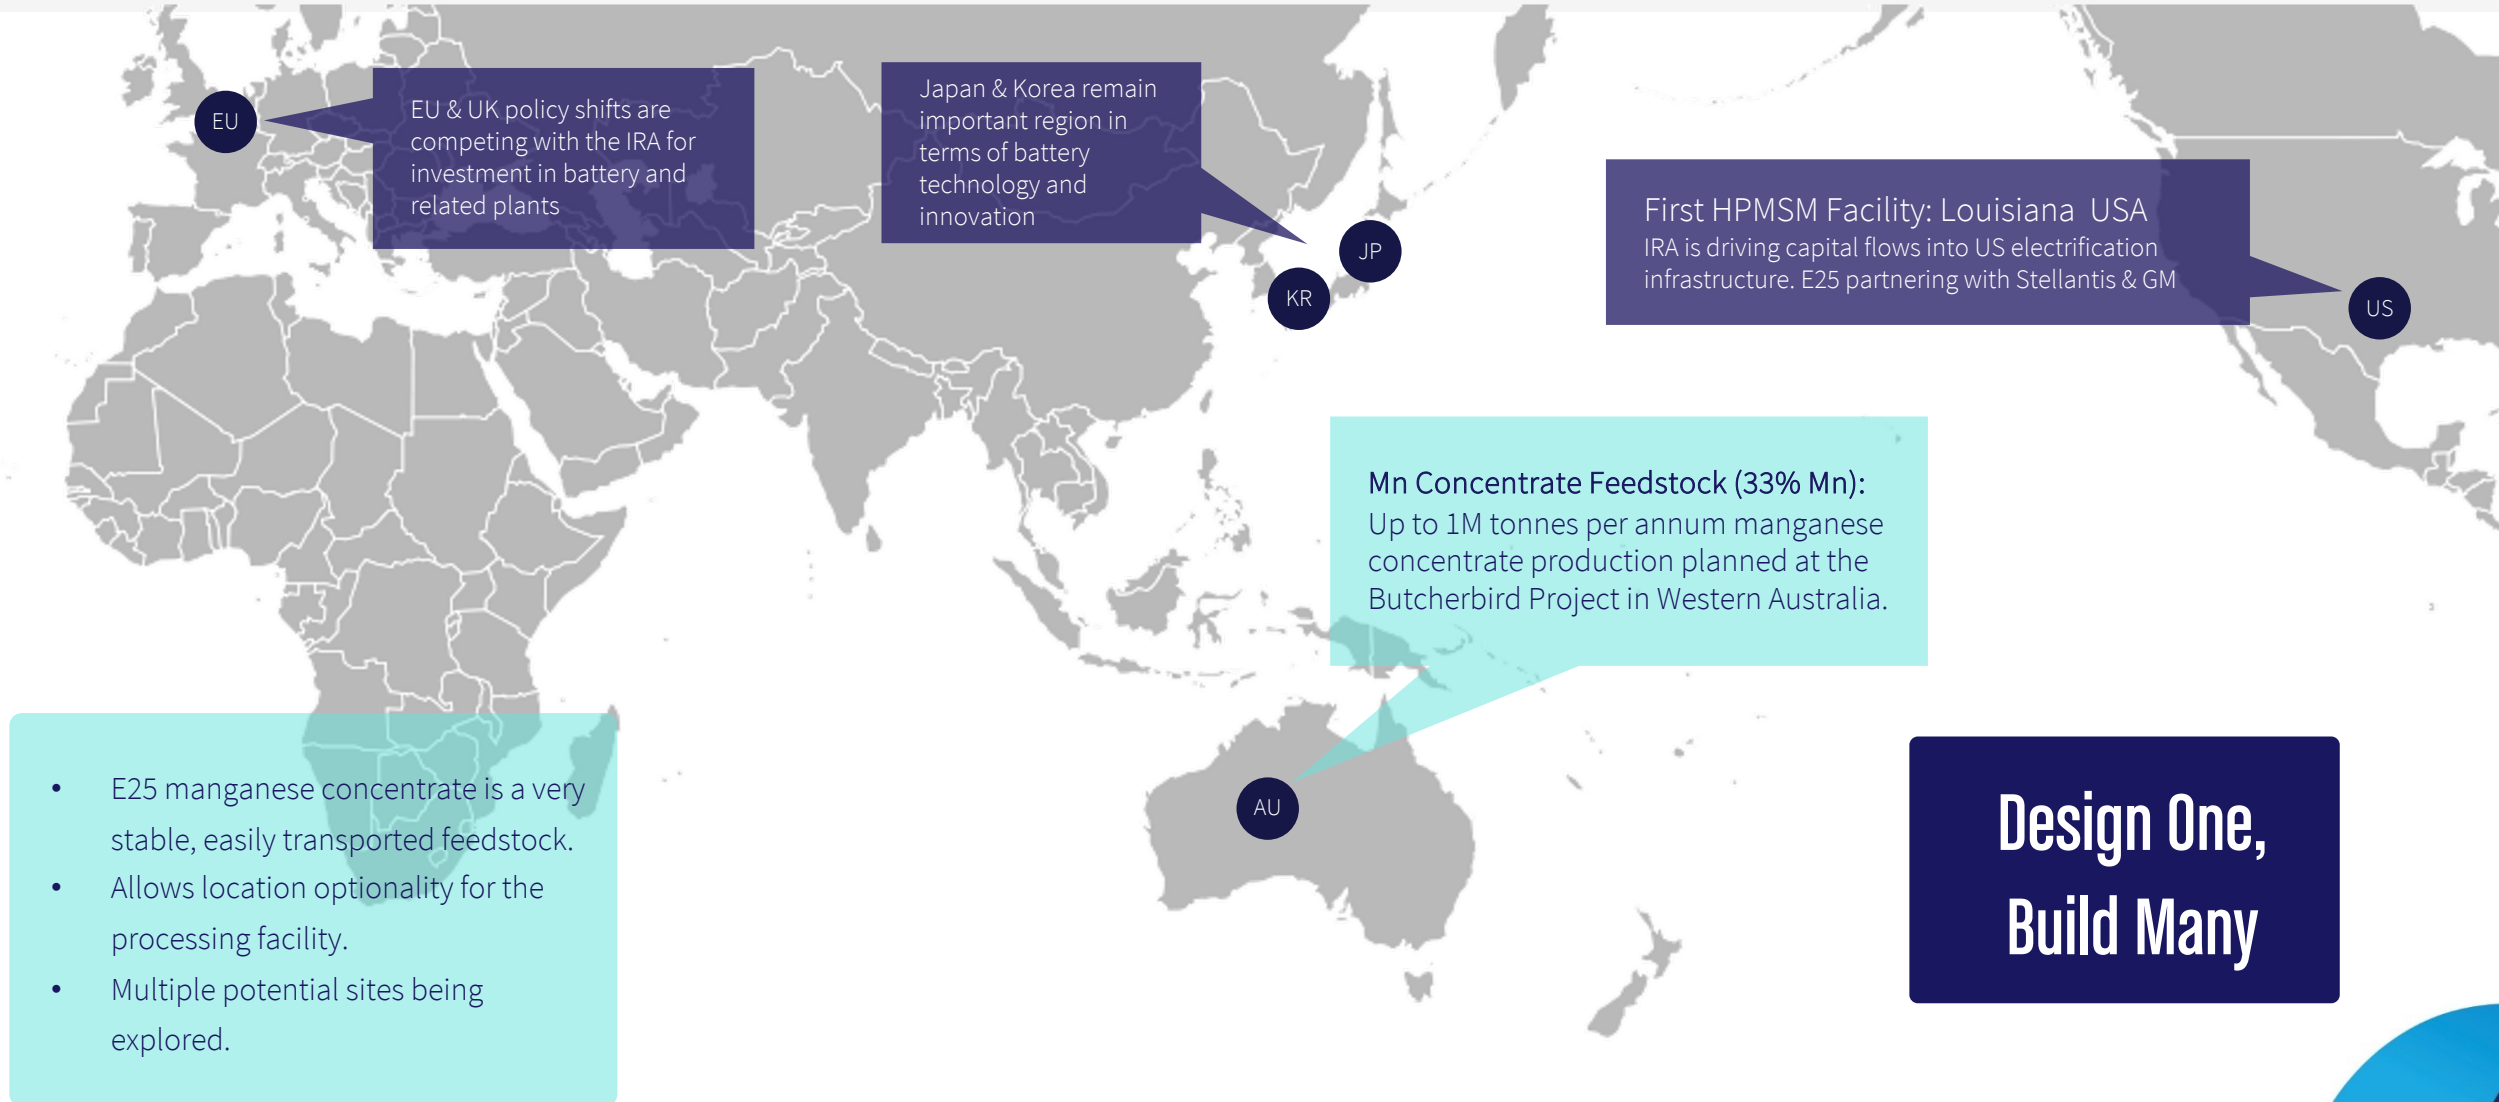 EU
EU & UK policy shifts are
competing with the IRA for
investment in battery and
related plants
Japan & Korea remain
important region in
terms of battery
technology and
innovation
JP
KR
First HPMSM Facility: Louisiana  USA
IRA is driving capital flows into US electrification
infrastructure. E25 partnering with Stellantis & GM
US
Mn Concentrate Feedstock (33% Mn):
Up to 1M tonnes per annum manganese
concentrate production planned at the
Butcherbird Project in Western Australia.
AU
• E25 manganese concentrate is a very
stable, easily transported feedstock.
• Allows location optionality for the
processing facility.
• Multiple potential sites being
explored.
Design One,
Build Many